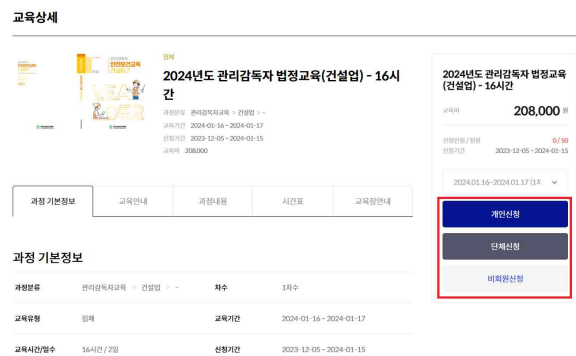 교육상세
집체
2024년도 관리감독자 법정교육(건설업) - 16시
간
과정분류 관리감독자교육 > 건설업 > -
교육기간 2024-01-16 ~ 2024-01-17
신청기간 2023-12-05 ~ 2024-01-15
교육비 208,000
2024년도 관리감독자 법정교육
(건설업) - 16시간
교육비 208,000 원
신청인원 / 정원 0 / 50
신청기간 2023-12-05 ~ 2024-01-15
2024.01.16~2024.01.17 (1차
개인신청
단체신청
비회원신청
과정 기본정보 교육안내 과정내용 시간표 교육장안내
과정 기본정보
과정분류 관리감독자교육 > 건설업 > - 차수 1차수
교육유형 집체 교육기간 2024-01-16 ~ 2024-01-17
교육시간/일수 16시간 / 2일 신청기간 2023-12-05 ~ 2024-01-15